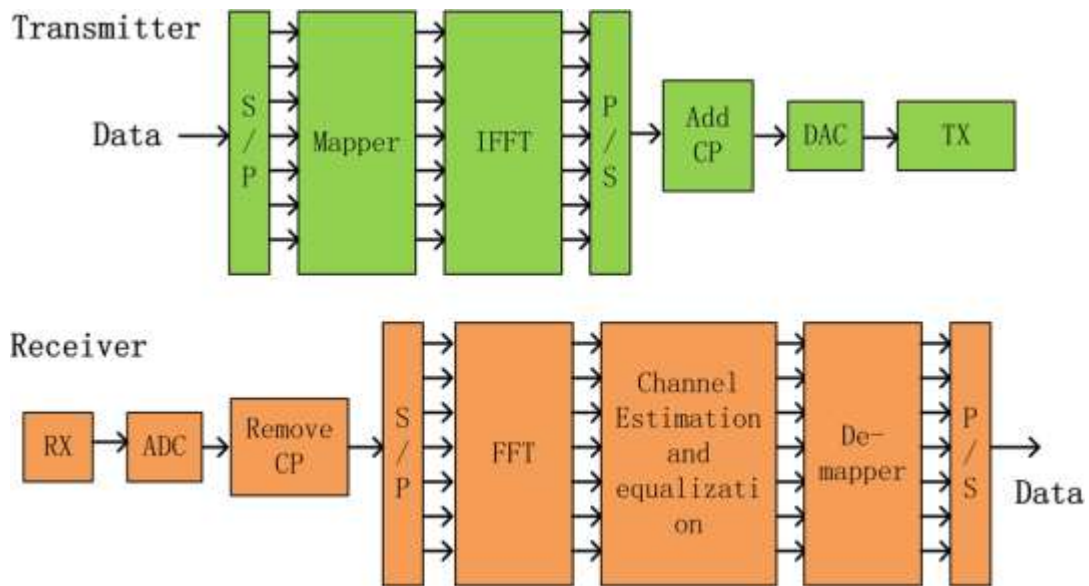 Transmitter
Data
S
/
P
Mapper
IFFT
P
/
S
Add
CP
DAC
TX
Receiver
RX
ADC
Remove
CP
S
/
P
FFT
Channel
Estimation
and
equalizati
on
De-
mapper
P
/
S
Data